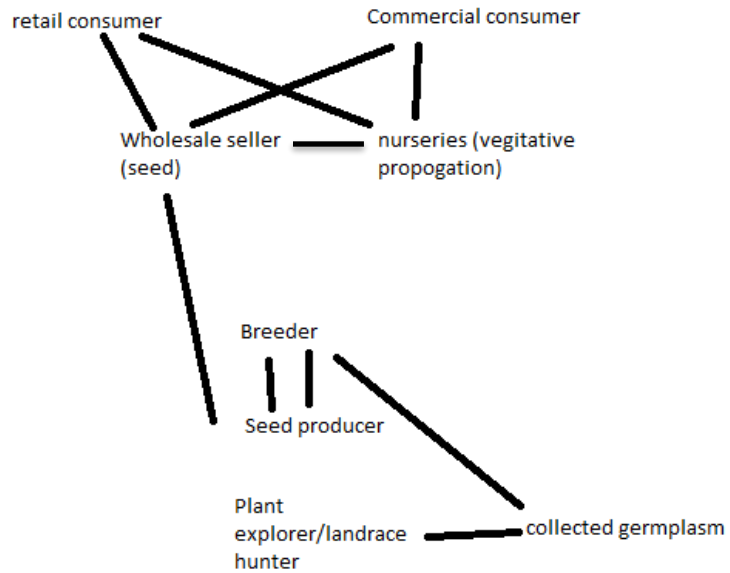 retail consumer
Commercial consumer
Wholesale seller
(seed)
nurseries (vegitative
propogation)
Breeder
Seed producer
Plant
explorer/landrace
hunter
collected germplasm